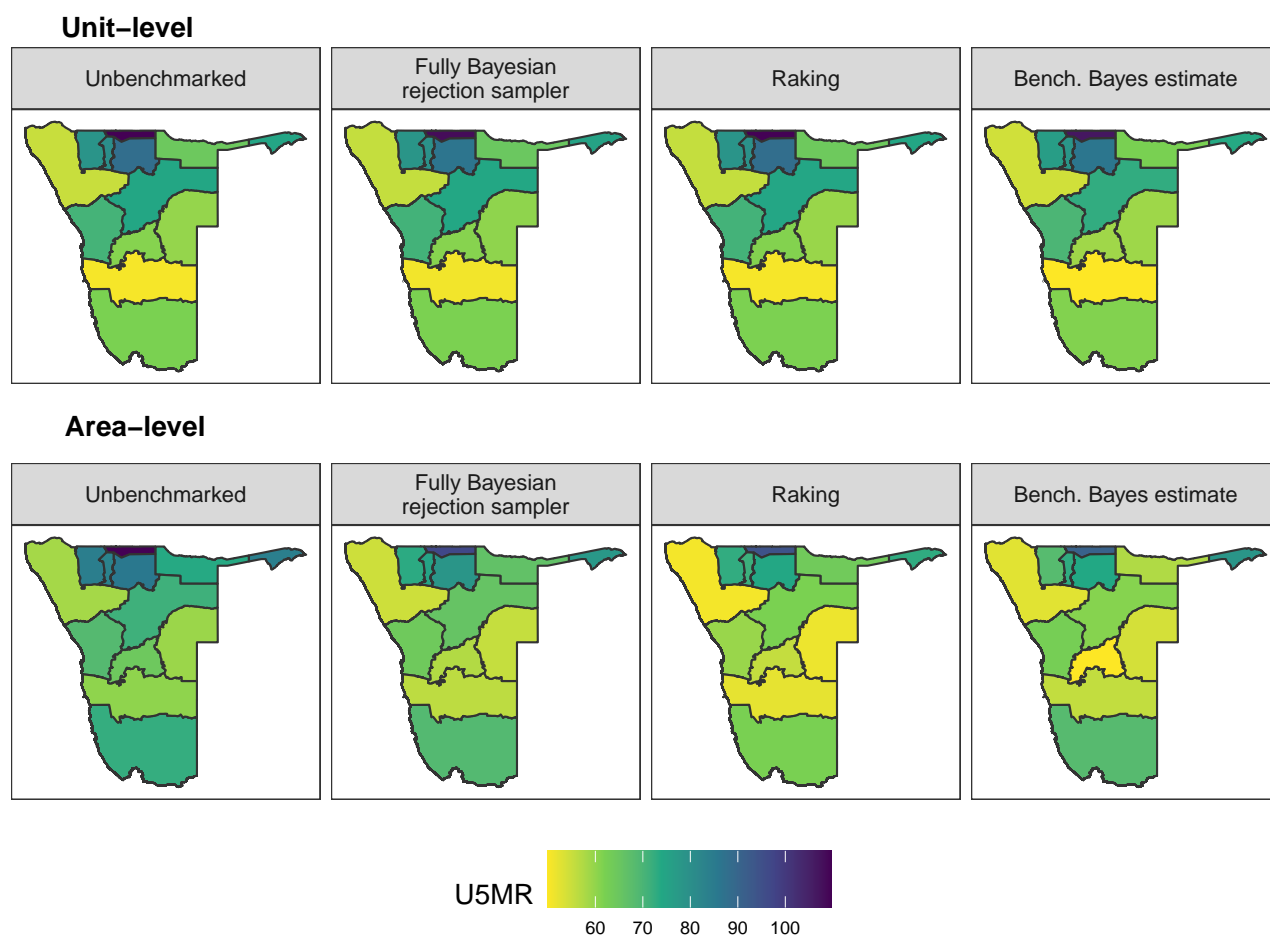 Unit−level
Unbenchmarked
Fully Bayesian
rejection sampler
Raking
Bench. Bayes estimate
Area−level
Unbenchmarked
Fully Bayesian
rejection sampler
Raking
Bench. Bayes estimate
U5MR
60 70 80 90 100